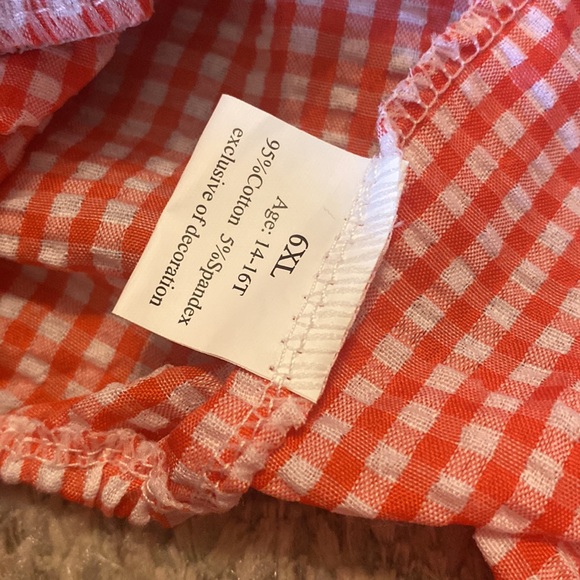 6XL
Age: 14-16T
95%Cotton 5%Spandex
exclusive of decoration